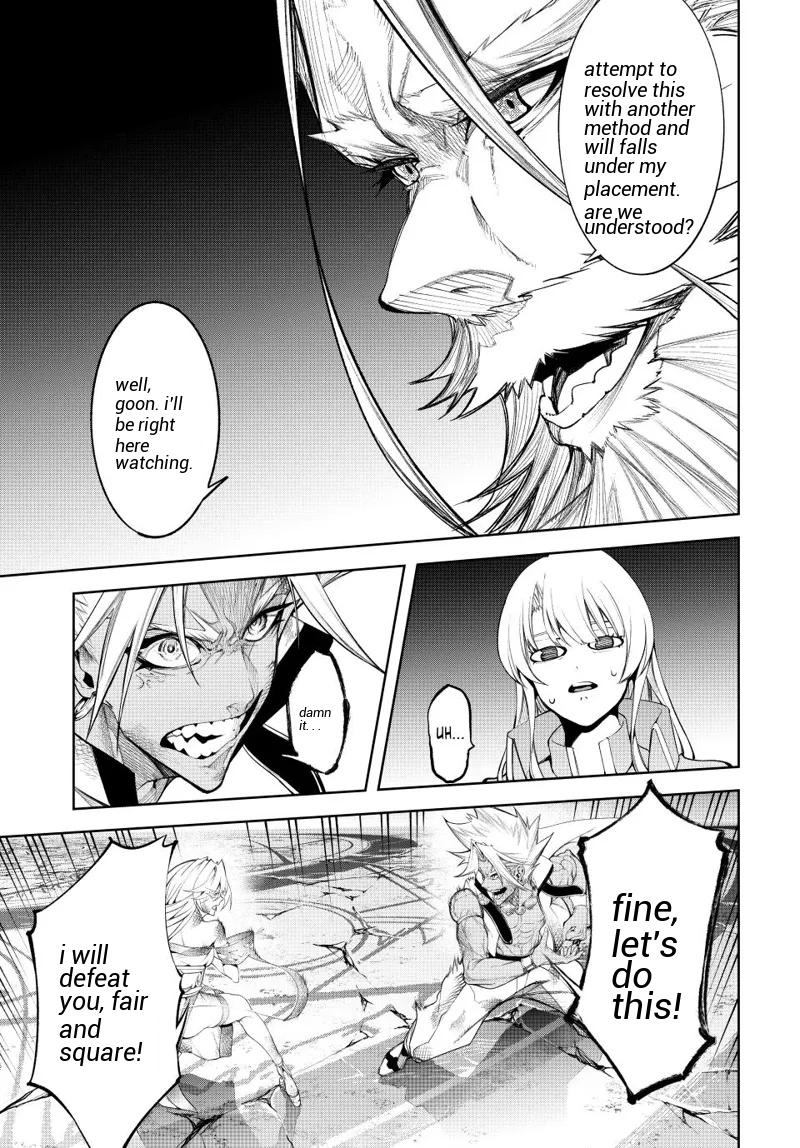 attempt to
resolve this
with another
method and
will falls
under my
placement.
are we
understood?
well,
goon. i'll
be right
here
watching.
UH...
damn
it. . .
fine,
let's
do
this!
i will
defeat
you, fair
and
square!